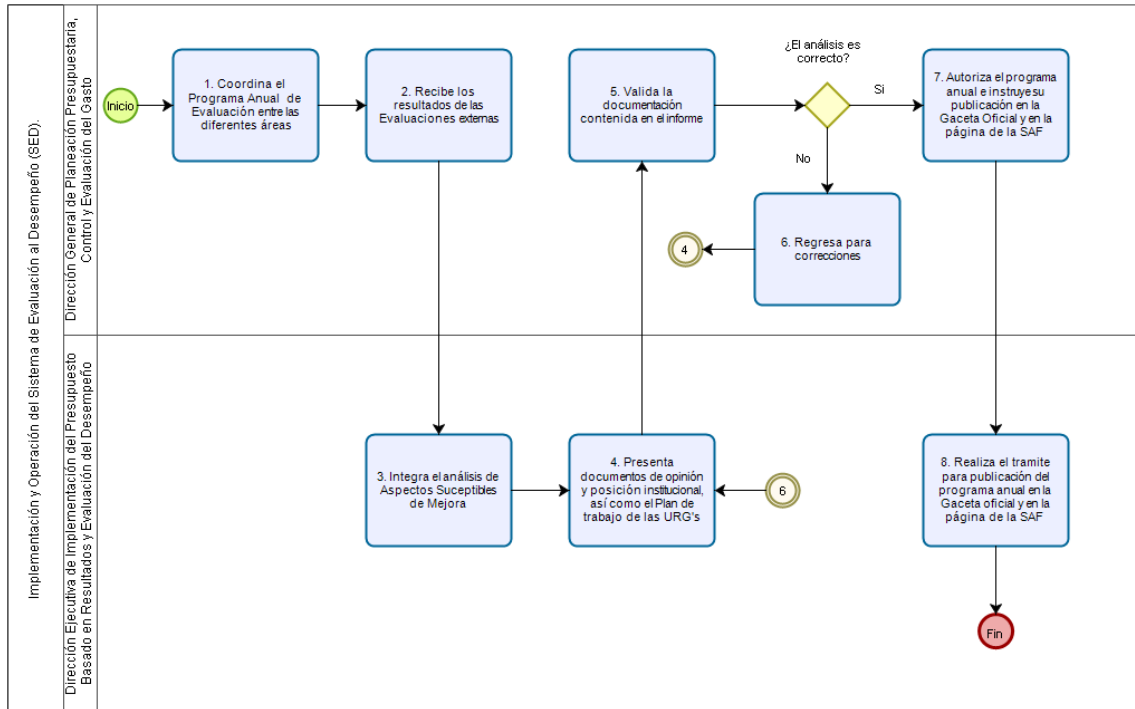 Implementación y Operación del Sistema de Evaluación al Desempeño (SED).
Dirección General de Planeación Presupuestaria,
Control y Evaluación del Gasto
Inicio
1. Coordina el
Programa Anual de
Evaluación entre las
diferentes áreas
2. Recibe los
resultados de las
Evaluaciones externas
5. Valida la
documentación
contenida en el informe
¿El análisis es
correcto?
Si
No
7. Autoriza el programa
anual e instruyesu
publicación en la
Gaceta Oficial y en la
página de la SAF
6. Regresa para
correcciones
4
Dirección Ejecutiva de Implementación del Presupuesto
Basado en Resultados y Evaluación del Desempeño
3. Integra el análisis de
Aspectos Suceptibles
de Mejora
4. Presenta
documentos de opinión
y posición institucional,
así como el Plan de
trabajo de las URG's
6
8. Realiza el tramite
para publicación del
programa anual en la
Gaceta oficial y en la
página de la SAF
Fin